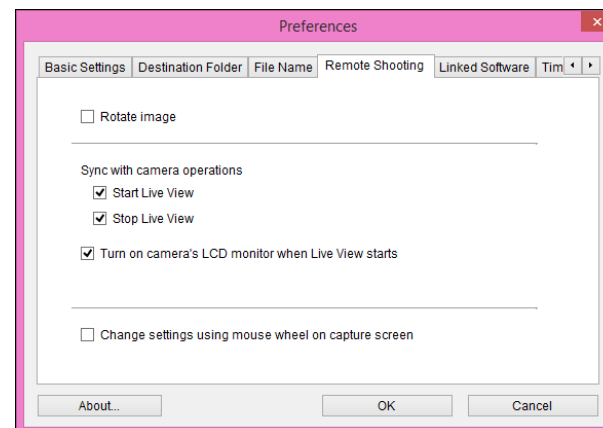 Preferences
Basic Settings Destination Folder File Name Remote Shooting Linked Software Tim
Rotate image
Sync with camera operations
Start Live View
Stop Live View
Turn on camera's LCD monitor when Live View starts
Change settings using mouse wheel on capture screen
About... OK Cancel